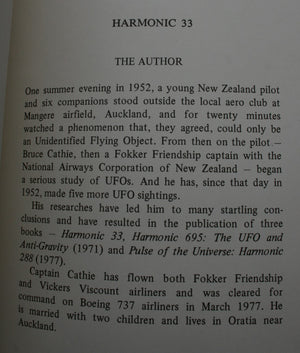 HARMONIC 33
THE AUTHOR
One summer evening in 1952, a young New Zealand pilot
and six companions stood outside the local aero club at
Mangere airfield, Auckland, and for twenty minutes
watched a phenomenon that, they agreed, could only be
an Unidentified Flying Object. From then on the pilot –
Bruce Cathie, then a Fokker Friendship captain with the
National Airways Corporation of New Zealand – began
a serious study of UFOs. And he has, since that day in
1952, made five more UFO sightings.
His researches have led him to many startling con-
clusions and have resulted in the publication of three
books – Harmonic 33, Harmonic 695: The UFO and
Anti-Gravity (1971) and Pulse of the Universe: Harmonic
288 (1977).
Captain Cathie has flown both Fokker Friendship
and Vickers Viscount airliners and was cleared for
command on Boeing 737 airliners in March 1977. He
is married with two children and lives in Oratia near
Auckland.